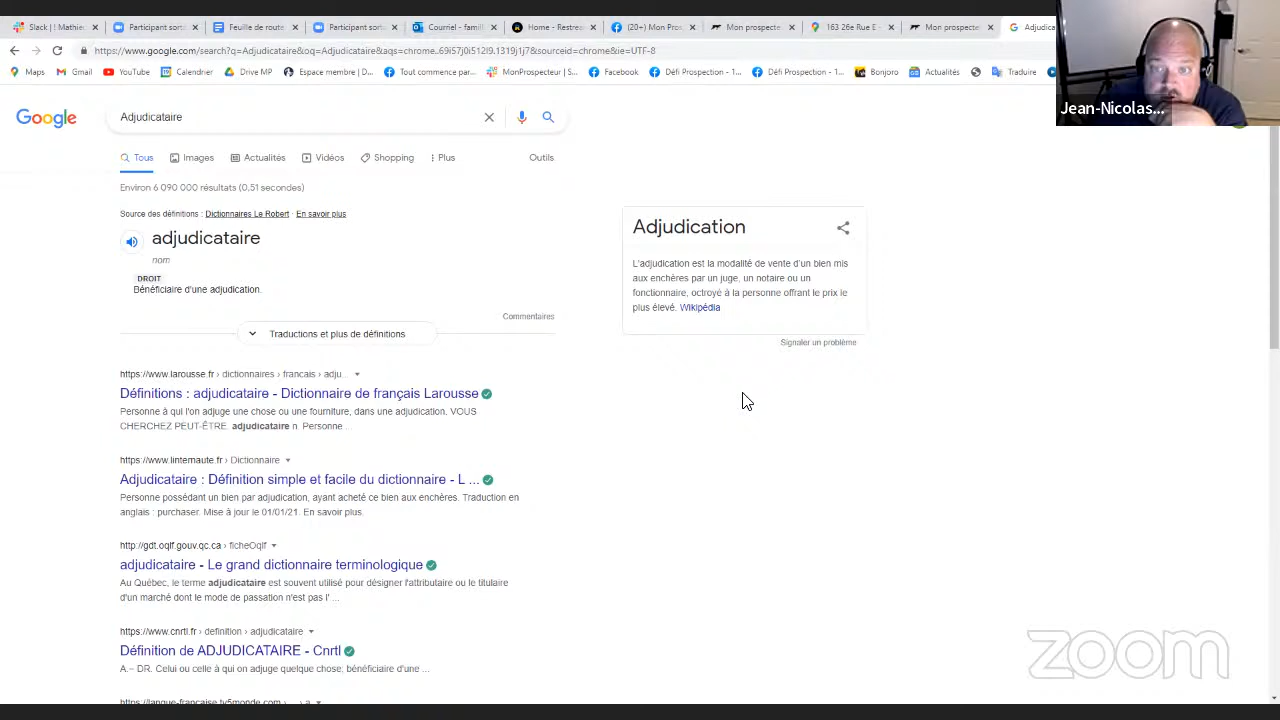 Slack | ! Mathie
Participant sorti
Feuille de route
Participant sorti
Courriel - famill
Home - Restrea
(20+) Mon Pros
Mon prospecte
163 26e Rue E -
Mon prospecte
Adjudica
https://www.google.com/search?q=Adjudicataire&oq=Adjudicataire&aqs=chrome..69i57j0i512l9.1319j1j7&sourceid=chrome&ie=UTF-8
Maps
Gmail
YouTube
Calendrier
Drive MP
Espace membre D...
Tout commence par...
MonProspecteur | S...
Facebook
Défi Prospection - 1...
Défi Prospection - 1...
Bonjoro
Actualités
Traduire
Jean-Nicolas...
Google
Adjudicataire
Tous
Images
Actualités
Vidéos
Shopping
Plus
Outils
Environ 6 090 000 résultats (0,51 secondes)
Source des définitions : Dictionnaires Le Robert · En savoir plus
adjudicataire
nom
DROIT
Bénéficiaire d'une adjudication.
Commentaires
Traductions et plus de définitions
Adjudication
L'adjudication est la modalité de vente d'un bien mis
aux enchères par un juge, un notaire ou un
fonctionnaire, octroyé à la personne offrant le prix le
plus élevé. Wikipédia
Signaler un problème
https://www.larousse.fr › dictionnaires › francais › adju...
Définitions : adjudicataire - Dictionnaire de français Larousse
Personne à qui l'on adjuge une chose ou une fourniture, dans une adjudication. VOUS
CHERCHEZ PEUT-ÊTRE. adjudicataire n. Personne ...
https://www.linternaute.fr › Dictionnaire
Adjudicataire : Définition simple et facile du dictionnaire - L ...
Personne possédant un bien par adjudication, ayant acheté ce bien aux enchères. Traduction en
anglais : purchaser. Mise à jour le 01/01/21. En savoir plus.
http://gdt.oqlf.gouv.qc.ca › ficheOqlf
adjudicataire - Le grand dictionnaire terminologique
Au Québec, le terme adjudicataire est souvent utilisé pour désigner l'attributaire ou le titulaire
d'un marché dont le mode de passation n'est pas l' ...
https://www.cnrtl.fr › definition › adjudicataire
Définition de ADJUDICATAIRE - Cnrtl
A.− DR. Celui ou celle à qui on adjuge quelque chose; bénéficiaire d'une ...
https://langue-francaise.tv5monde.com › ... › a
zoom